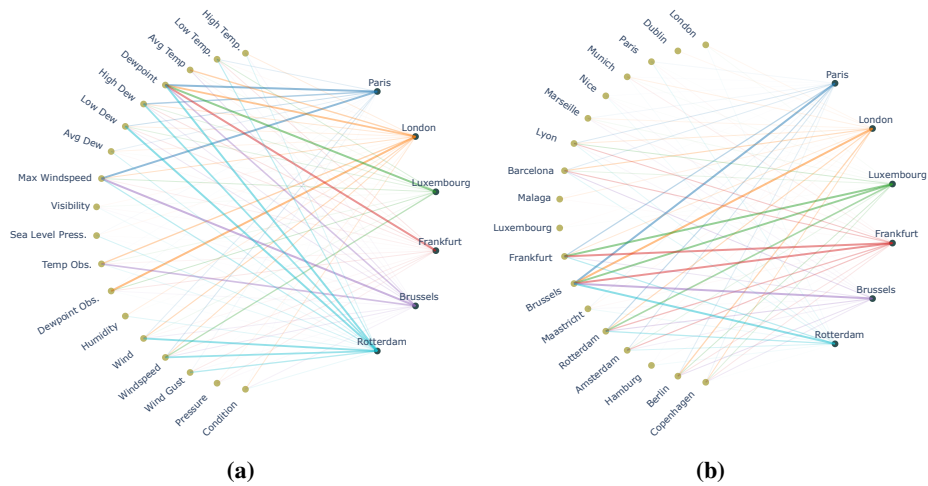 High Temp.
Low Temp.
Avg Temp
Dewpoint
High Dew
Low Dew
Avg Dew
Max Windspeed
Visibility
Sea Level Press.
Temp Obs.
Dewpoint Obs.
Humidity
Wind
Windspeed
Wind Gust
Pressure
Condition
Paris
London
Luxembourg
Frankfurt
Brussels
Rotterdam
(a)
London
Dublin
Paris
Munich
Nice
Marseille
Lyon
Barcelona
Malaga
Luxembourg
Frankfurt
Brussels
Maastricht
Rotterdam
Amsterdam
Hamburg
Berlin
Copenhagen
Paris
London
Luxembourg
Frankfurt
Brussels
Rotterdam
(b)